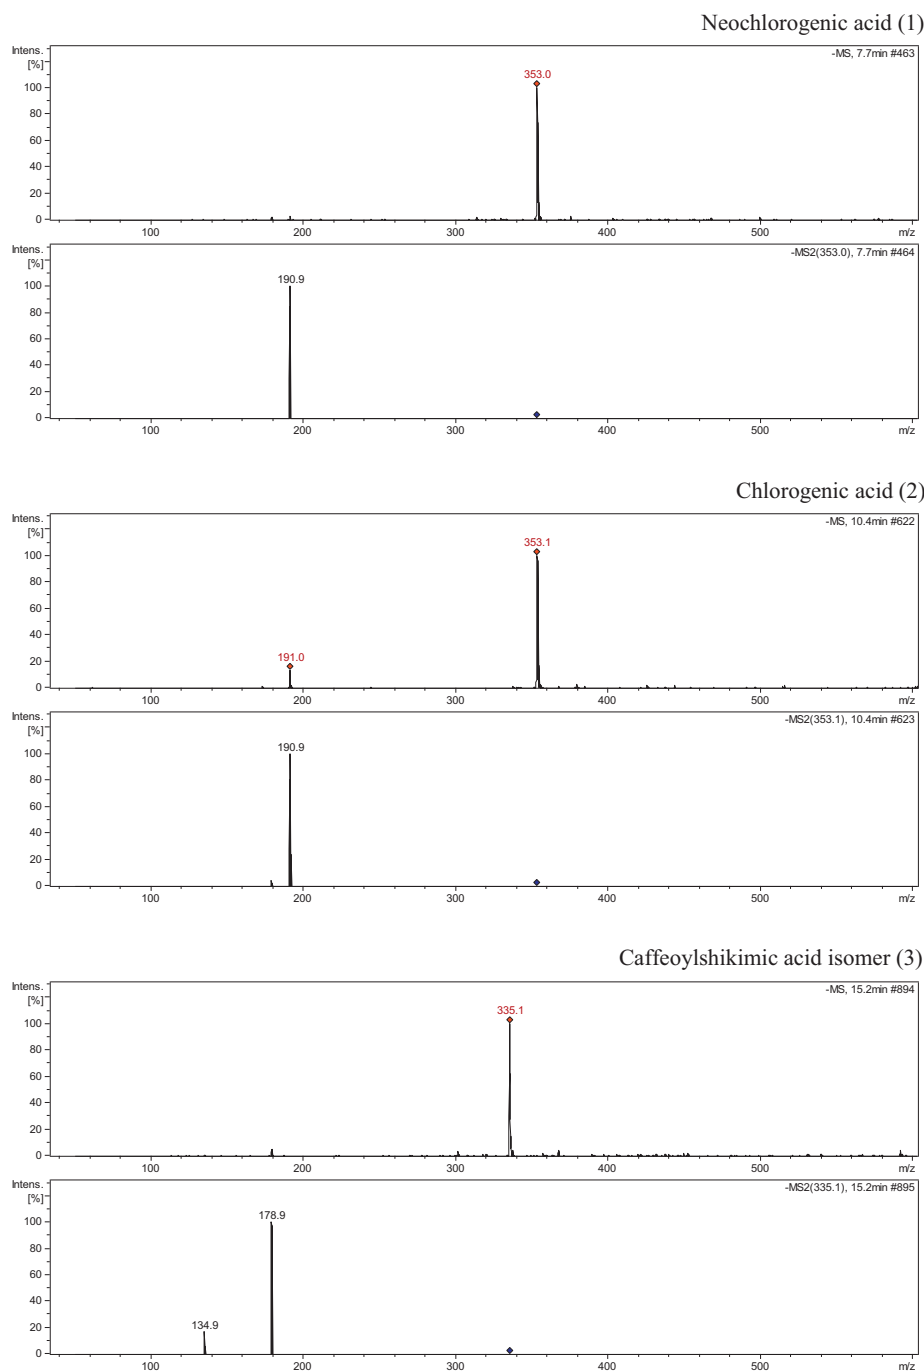 Neochlorogenic acid (1)
Intens.
[%]
-MS, 7.7min #463
353.0
100
80
60
40
20
0
100 200 300 400 500 m/z
Intens.
[%]
-MS2(353.0), 7.7min #464
190.9
100
80
60
40
20
0
100 200 300 400 500 m/z
Chlorogenic acid (2)
Intens.
[%]
-MS, 10.4min #622
353.1
100
80
60
40
191.0
20
0
100 200 300 400 500 m/z
Intens.
[%]
-MS2(353.1), 10.4min #623
190.9
100
80
60
40
20
0
100 200 300 400 500 m/z
Caffeoylshikimic acid isomer (3)
Intens.
[%]
-MS, 15.2min #894
335.1
100
80
60
40
20
0
100 200 300 400 500 m/z
Intens.
[%]
-MS2(335.1), 15.2min #895
178.9
100
80
60
40
134.9
20
0
100 200 300 400 500 m/z